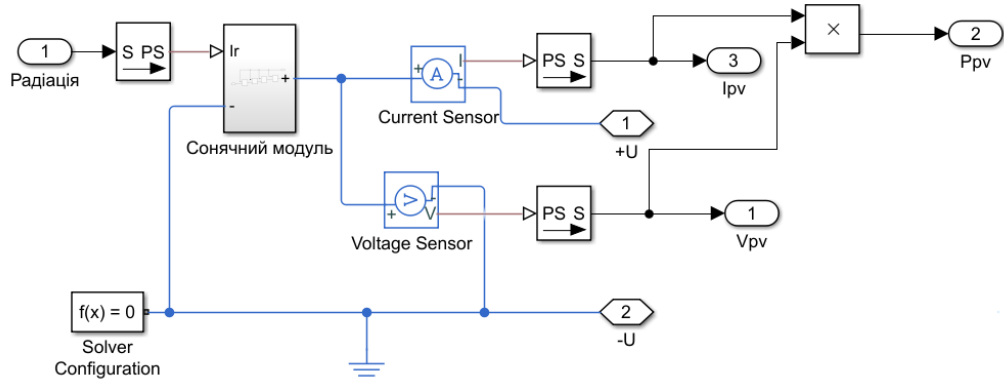 1
Радіація
S PS
Ir
+
-
Сонячний модуль
+
A
I
-
Current Sensor
PS S
3
Ipv
×
2
Ppv
1
+U
V
+
-
V
Voltage Sensor
PS S
1
Vpv
f(x) = 0
Solver
Configuration
2
-U